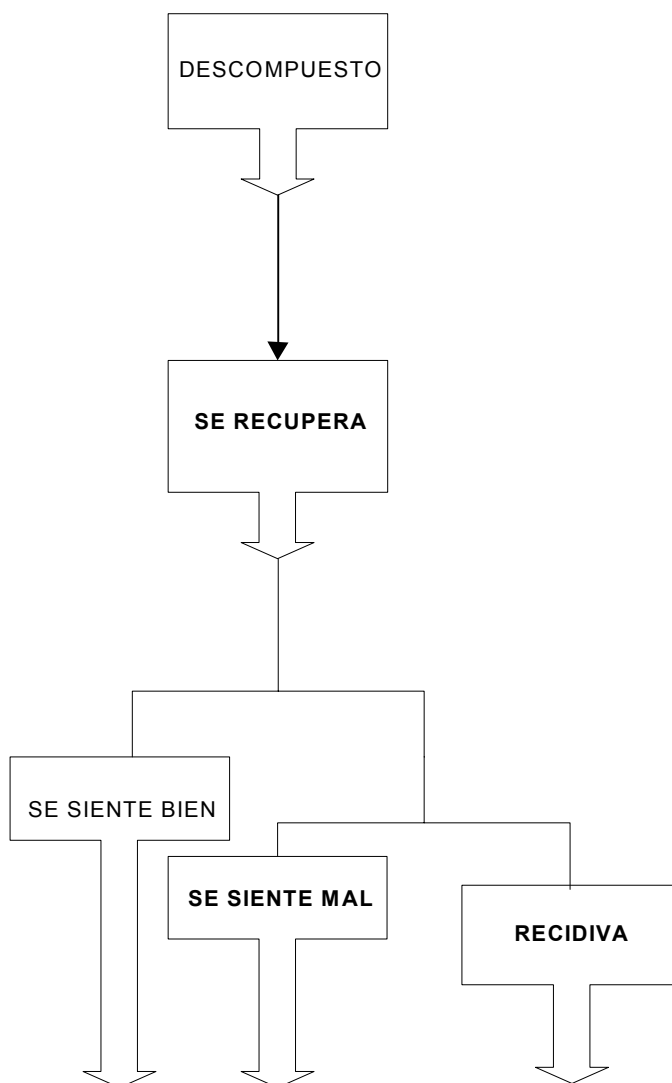 DESCOMPUESTO
SE RECUPERA
SE SIENTE BIEN
SE SIENTE MAL
RECIDIVA